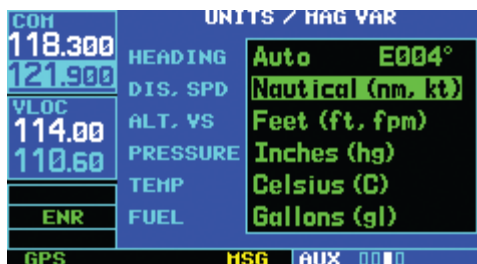 COM
118.300
121.900
VLOC
114.00
110.60
ENR
GPS
UNITS / MAG VAR
HEADING Auto E004°
DIS, SPD Nautical (nm, kt)
ALT, VS Feet (ft, fpm)
PRESSURE Inches (hg)
TEMP Celsius (C)
FUEL Gallons (gl)
MSG AUX